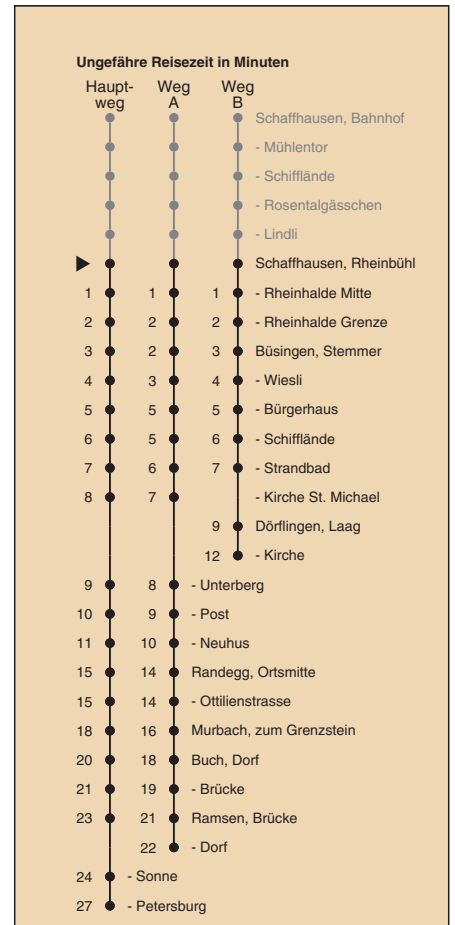 Ungefähre Reisezeit in Minuten
Haupt- Weg Weg
weg A B
Schaffhausen, Bahnhof
- Mühlentor
- Schifflände
- Rosentalgässchen
- Lindli
Schaffhausen, Rheinbühl
1 1 1 - Rheinhalde Mitte
2 2 2 - Rheinhalde Grenze
3 2 3 Büsingen, Stemmer
4 3 4 - Wiesli
5 5 5 - Bürgerhaus
6 5 6 - Schifflände
7 6 7 - Strandbad
8 7 - Kirche St. Michael
9 Dörflingen, Laag
12 - Kirche
9 8 - Unterberg
10 9 - Post
11 10 - Neuhus
15 14 Randegg, Ortsmitte
15 14 - Ottilienstrasse
18 16 Murbach, zum Grenzstein
20 18 Buch, Dorf
21 19 - Brücke
23 21 Ramsen, Brücke
22 - Dorf
24 - Sonne
27 - Petersburg